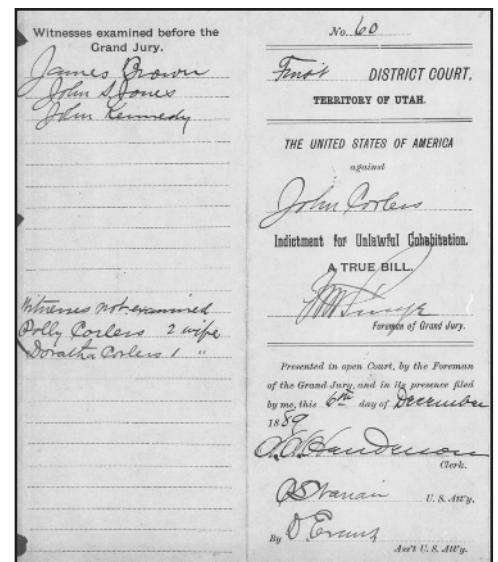 Witnesses examined before the
Grand Jury.
James Brown
John S. Jones
John Kennedy
Witnesses not examined
Polly Corless 2 wife
Doratha Corless 1 "
No. 60
First DISTRICT COURT,
TERRITORY OF UTAH.
THE UNITED STATES OF AMERICA
against
John Corless
Indictment for Unlawful Cohabitation.
A TRUE BILL,
Foreman of Grand Jury.
Presented in open Court, by the Foreman
of the Grand Jury, and in its presence filed
by me, this 6th day of December
1889
Henderson
Clerk.
C S Varian U. S. Att'y.
By D Evans
Ass't U. S. Att'y.